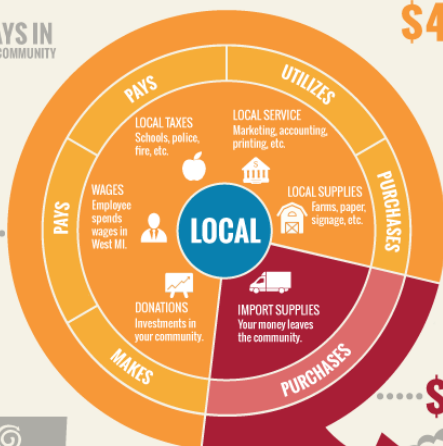 AYS IN
COMMUNITY
$4
PAYS
UTILIZES
LOCAL TAXES
Schools, police,
fire, etc.
LOCAL SERVICE
Marketing, accounting,
printing, etc.
PAYS
WAGES
Employee
spends
wages in
West MI.
LOCAL
LOCAL SUPPLIES
Farms, paper,
signage, etc.
PURCHASES
DONATIONS
Investments in
your community.
IMPORT SUPPLIES
Your money leaves
the community.
MAKES
PURCHASES
$